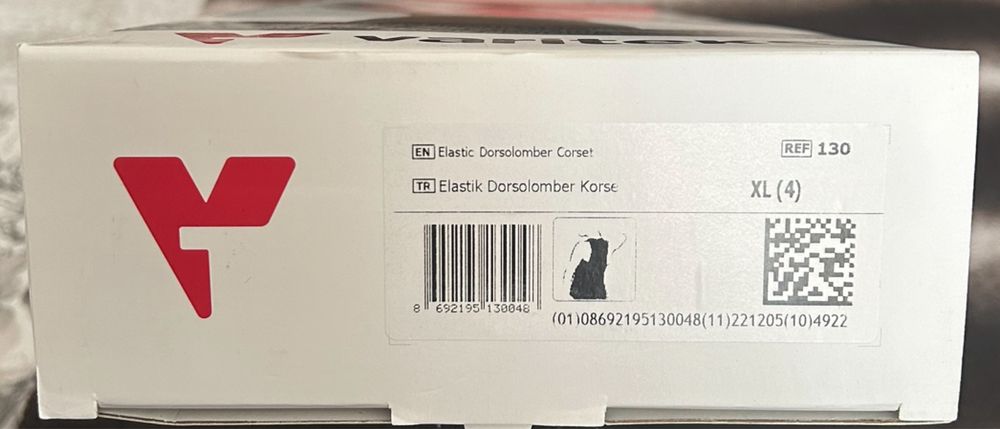 Variteks
EN Elastic Dorsolomber Corset
REF 130
TR Elastik Dorsolomber Korse
XL (4)
8 692195 130048
(01)08692195130048(11)221205(10)4922